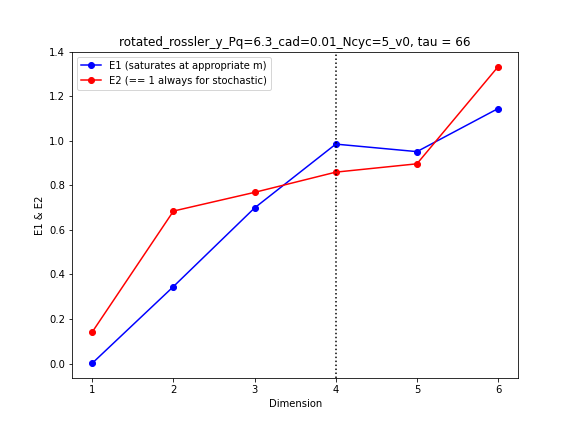 rotated_rossler_y_Pq=6.3_cad=0.01_Ncyc=5_v0, tau = 66
E1 (saturates at appropriate m)
E2 (== 1 always for stochastic)
1.4
1.2
1.0
0.8
0.6
0.4
0.2
0.0
E1 & E2
1 2 3 4 5 6
Dimension